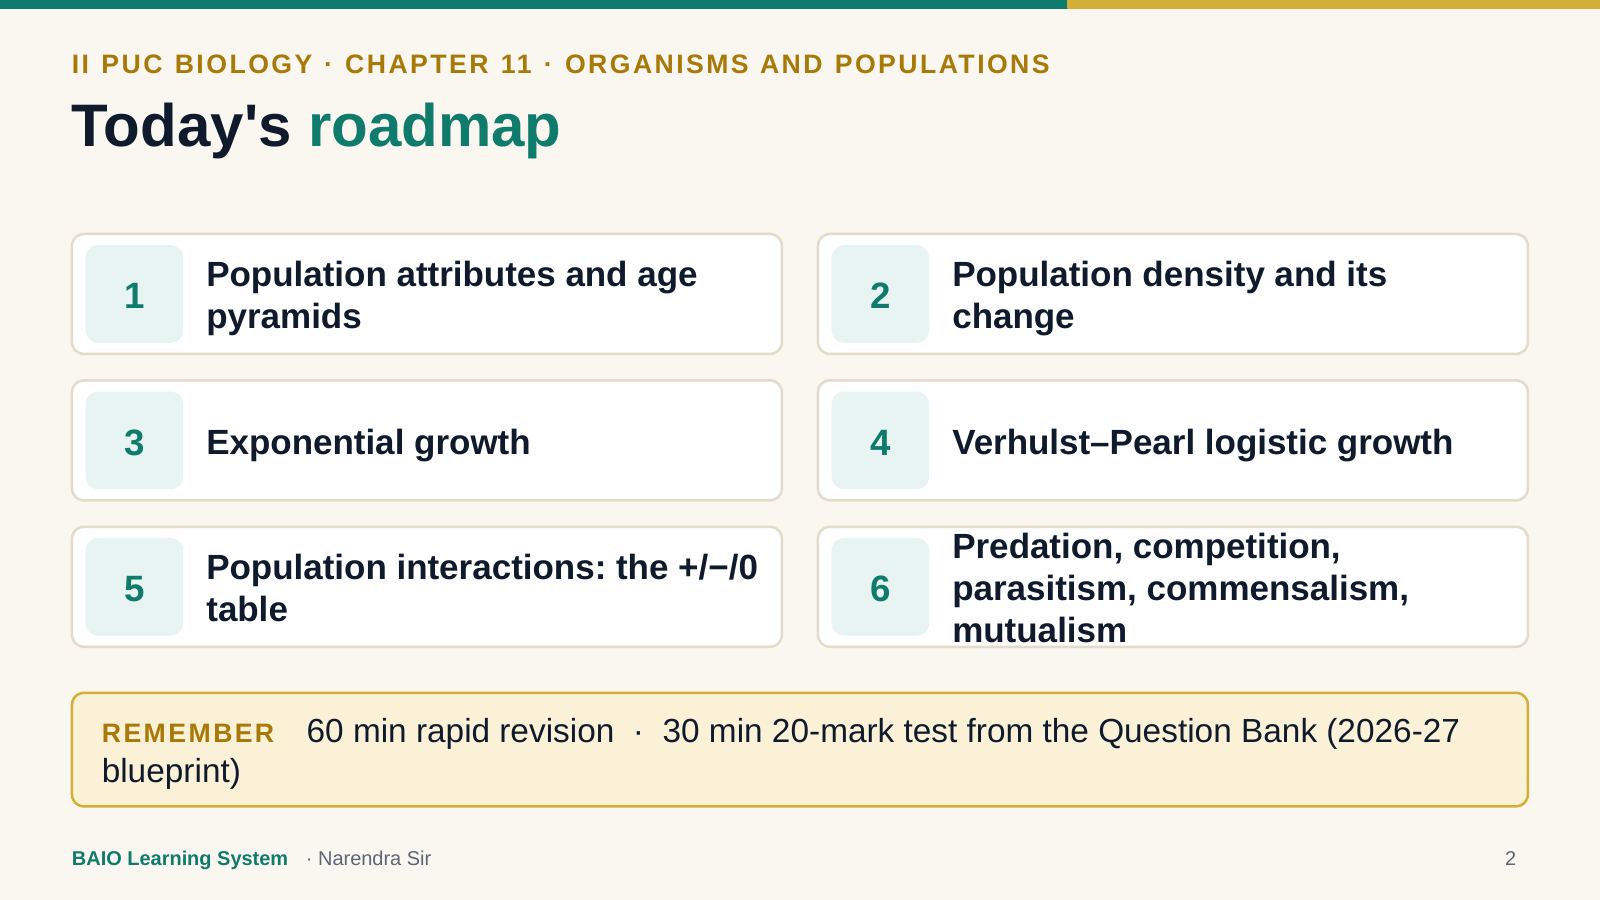 II PUC BIOLOGY · CHAPTER 11 · ORGANISMS AND POPULATIONS
Today's roadmap
1
Population attributes and age
pyramids
2
Population density and its
change
3
Exponential growth
4
Verhulst–Pearl logistic growth
5
Population interactions: the +/−/0
table
6
Predation, competition,
parasitism, commensalism,
mutualism
REMEMBER 60 min rapid revision · 30 min 20-mark test from the Question Bank (2026-27
blueprint)
BAIO Learning System · Narendra Sir
2